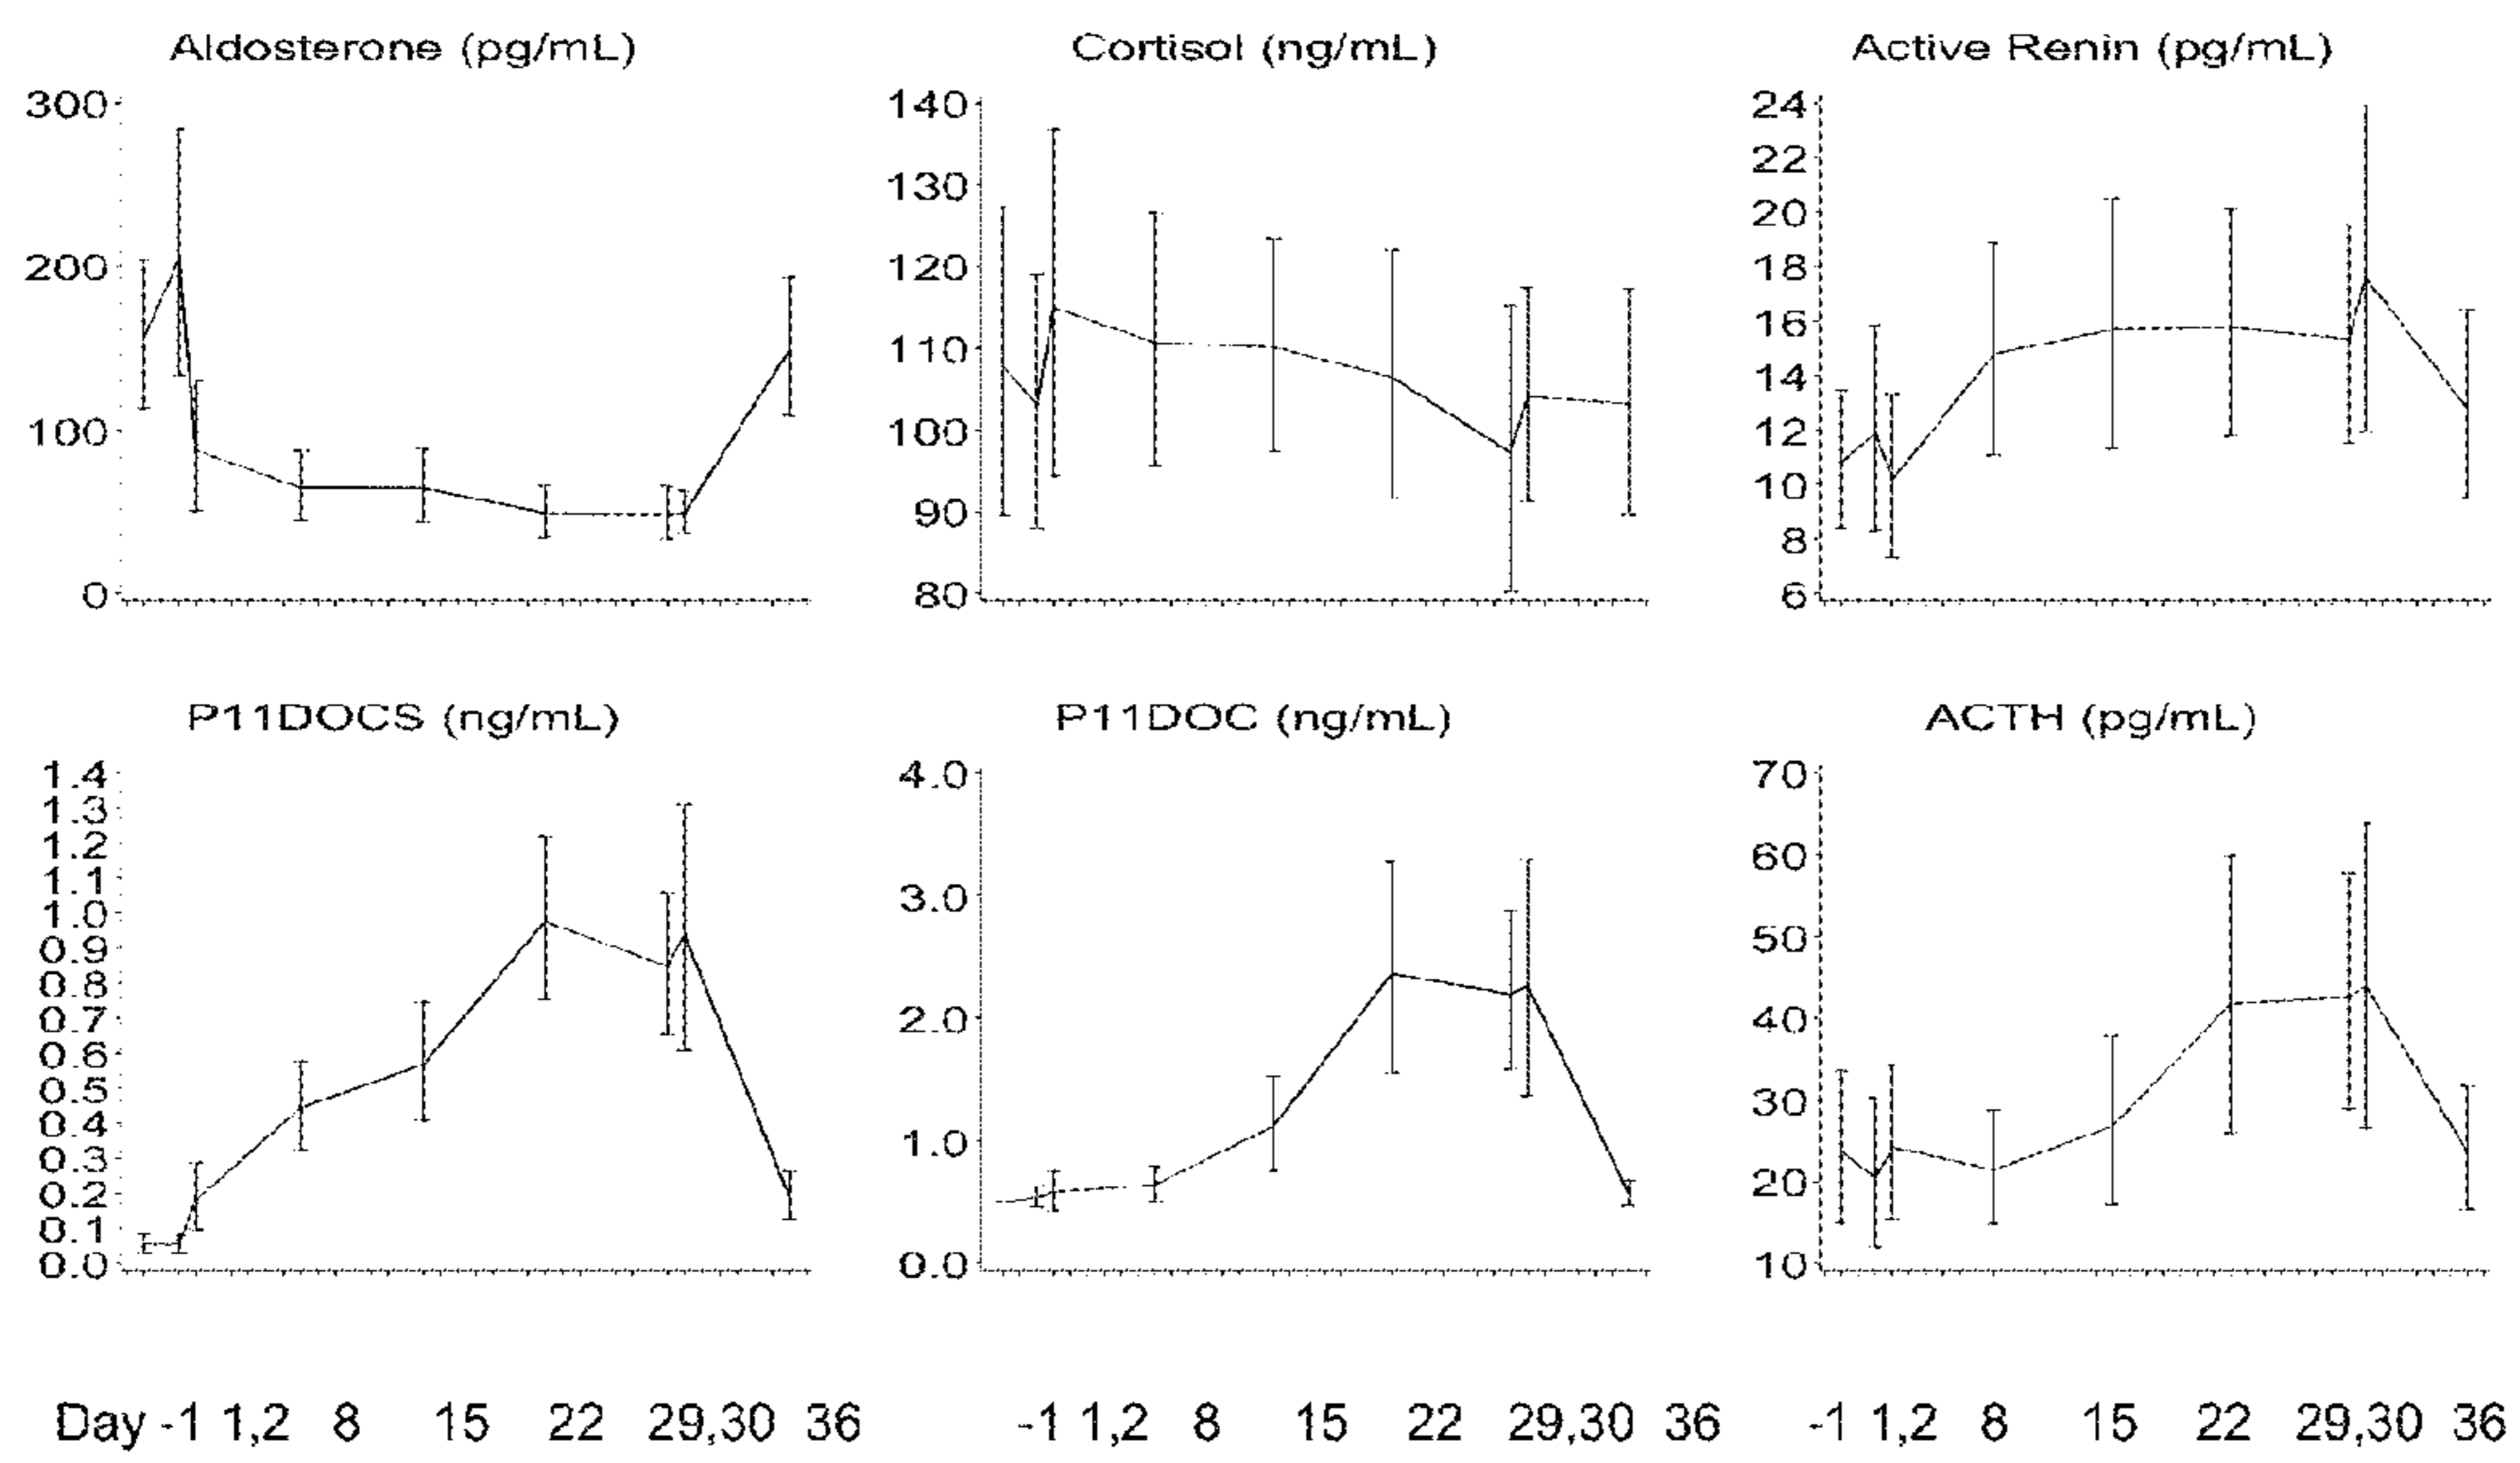 Aldosterone (pg/mL) Cortisol (ng/mL) Active Renin (pg/mL)
300 140 24
130 22
20
200 120 18
110 16
14
100 100 12
10
90 8
0 80 6
P11DOCS (ng/mL) P11DOC (ng/mL) ACTH (pg/mL)
1.4 4.0 70
1.3
1.2 60
1.1
1.0 3.0
0.9 50
0.8
0.7 2.0 40
0.6
0.5 30
0.4 1.0
0.3
0.2 20
0.1
0.0 0.0 10
Day -1 1,2 8 15 22 29,30 36 -1 1,2 8 15 22 29,30 36 -1 1,2 8 15 22 29,30 36